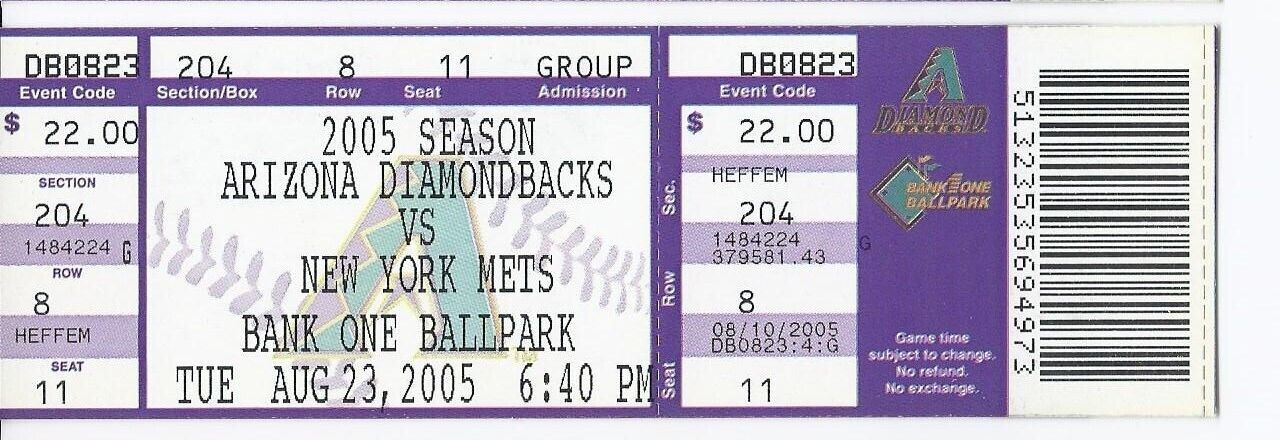 DB0823
Event Code
$ 22.00
SECTION
204
1484224 G
ROW
8
HEFFEM
SEAT
11
204 8 11 GROUP
Section/Box Row Seat Admission
2005 SEASON
ARIZONA DIAMONDBACKS
VS
NEW YORK METS
BANK ONE BALLPARK
TUE AUG 23, 2005 6:40 PM
DB0823
Event Code
$ 22.00
HEFFEM
Sec. 204
1484224 G
379581.43
Row 8
08/10/2005
DB0823:4:G
Seat 11
DIAMOND
BACKS
BANK ONE
BALLPARK
Game time
subject to change.
No refund.
No exchange.
51323535694973